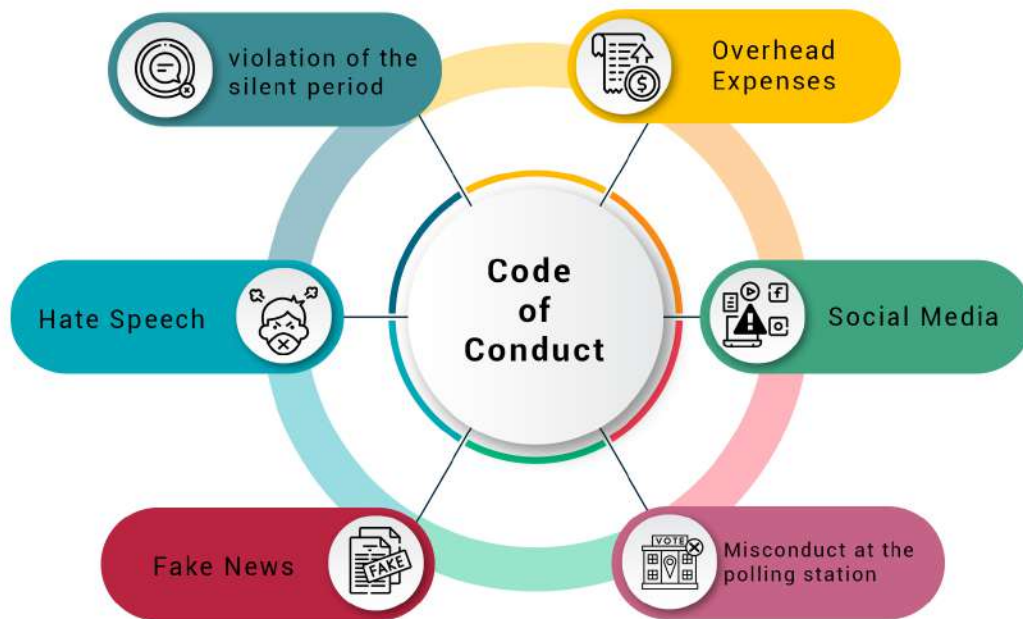 violation of the
silent period
Overhead
Expenses
Code
of
Conduct
Hate Speech
Social Media
Fake News
FAKE
VOTE
Misconduct at the
polling station